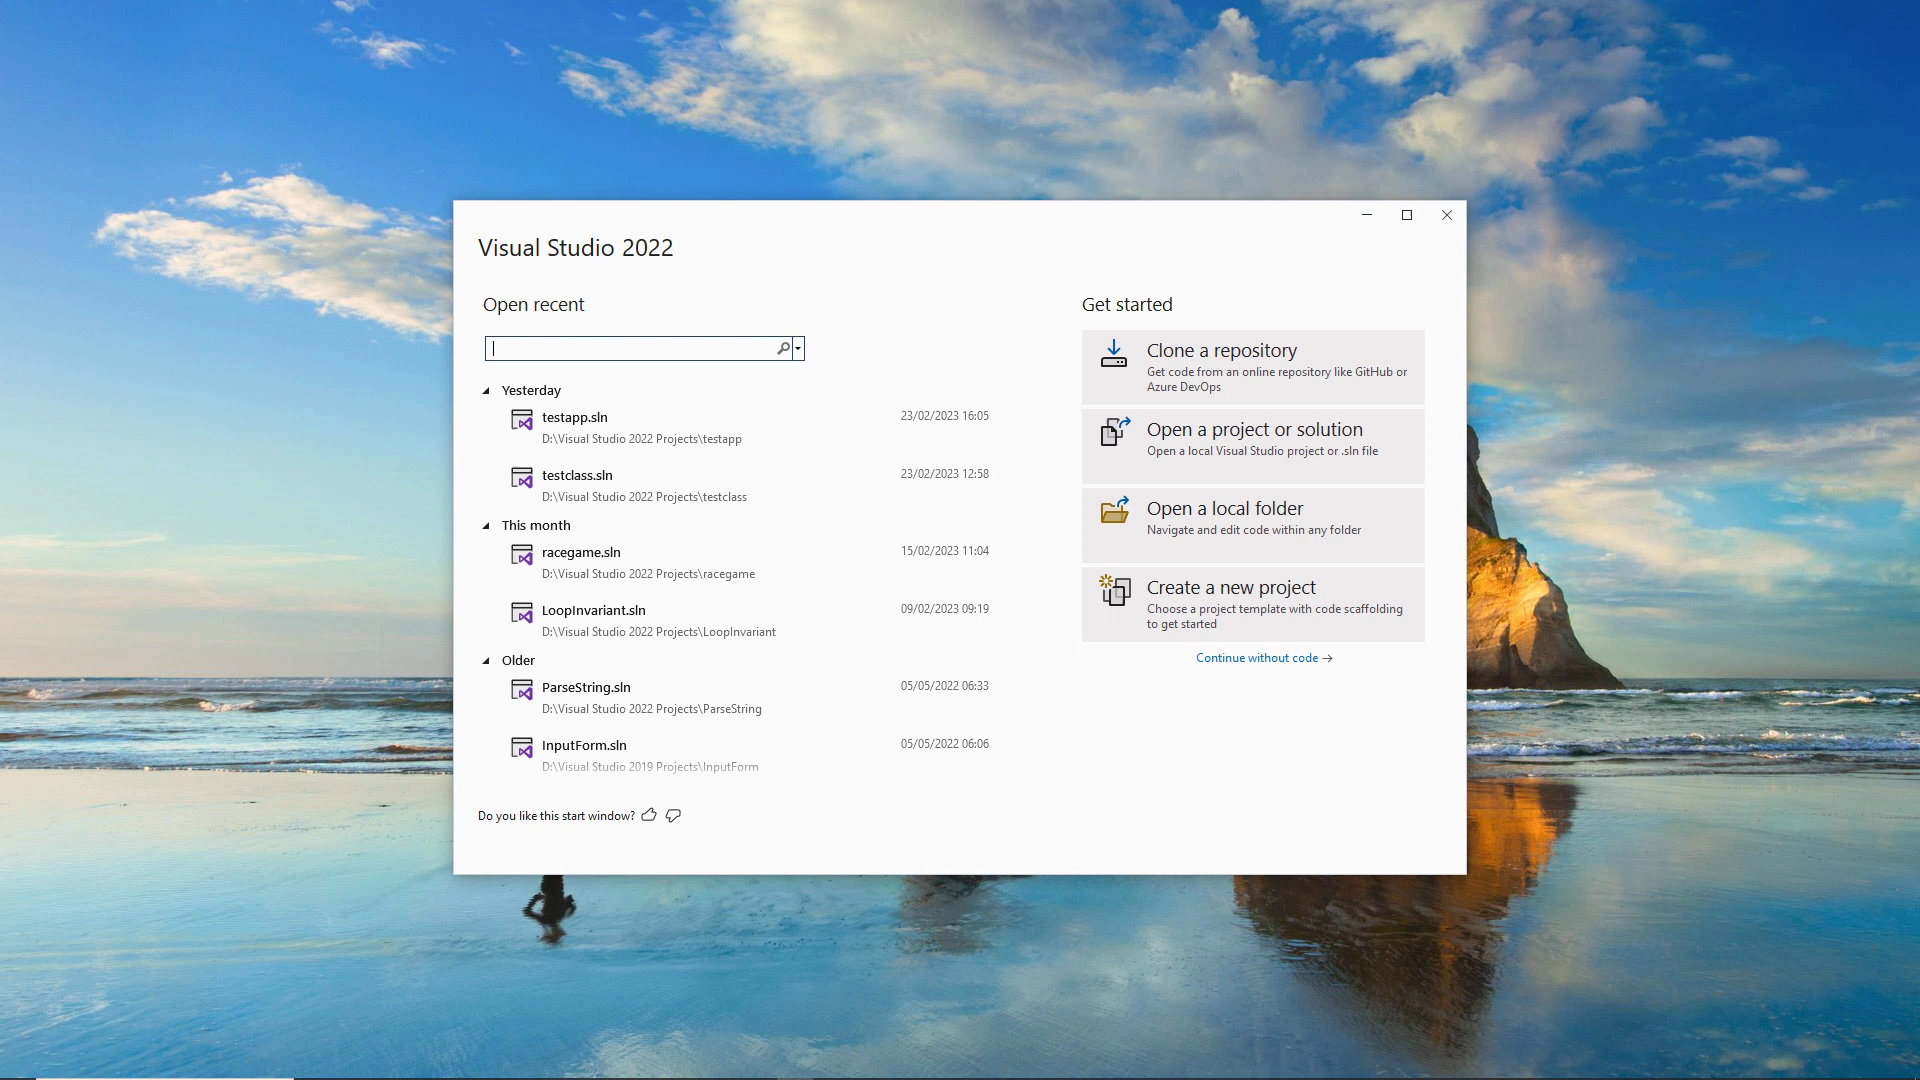 Visual Studio 2022
Open recent
Yesterday
testapp.sln 23/02/2023 16:05
D:\Visual Studio 2022 Projects\testapp
testclass.sln 23/02/2023 12:58
D:\Visual Studio 2022 Projects\testclass
This month
racegame.sln 15/02/2023 11:04
D:\Visual Studio 2022 Projects\racegame
LoopInvariant.sln 09/02/2023 09:19
D:\Visual Studio 2022 Projects\LoopInvariant
Older
ParseString.sln 05/05/2022 06:33
D:\Visual Studio 2022 Projects\ParseString
InputForm.sln 05/05/2022 06:06
D:\Visual Studio 2019 Projects\InputForm
Do you like this start window?
Get started
Clone a repository
Get code from an online repository like GitHub or
Azure DevOps
Open a project or solution
Open a local Visual Studio project or .sln file
Open a local folder
Navigate and edit code within any folder
Create a new project
Choose a project template with code scaffolding
to get started
Continue without code →